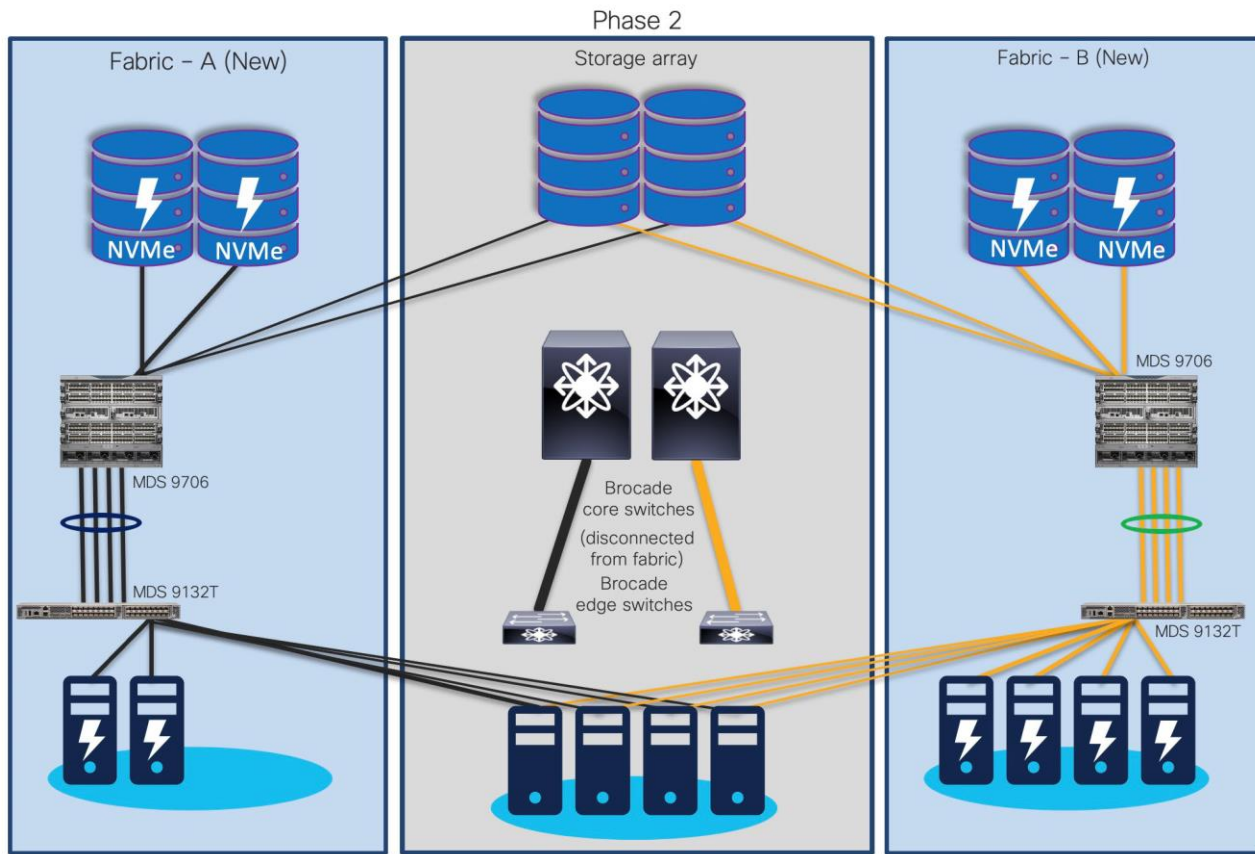 Phase 2
Fabric - A (New)
Storage array
Fabric - B (New)
NVMe
NVMe
NVMe
NVMe
MDS 9706
MDS 9706
Brocade
core switches
(disconnected
from fabric)
Brocade
edge switches
MDS 9132T
MDS 9132T